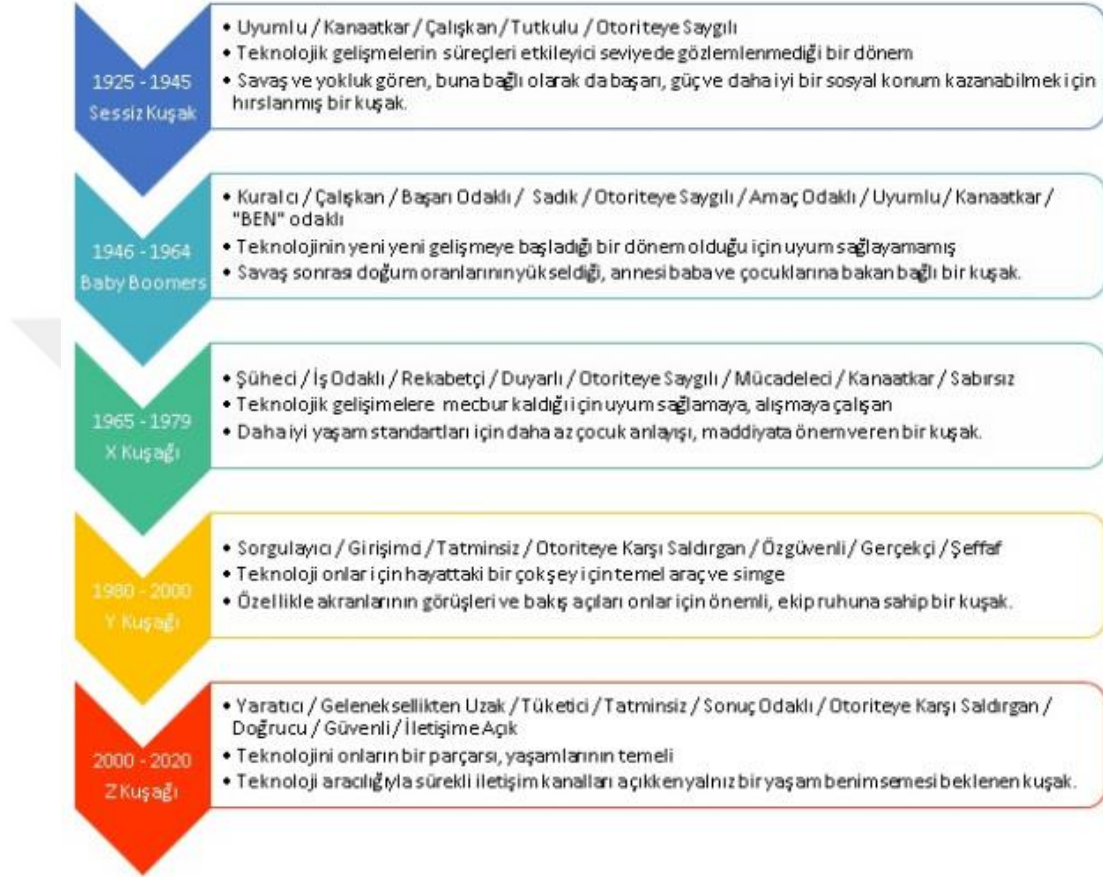 1925 - 1945
Sessiz Kuşak
• Uyumlu / Kanaatkar / Çalışkan / Tutkulu / Otoriteye Saygılı
• Teknolojik gelişmelerin süreçleri etkileyici seviyede gözlemlenmediği bir dönem
• Savaş ve yokluk gören, buna bağlı olarak da başarı, güç ve daha iyi bir sosyal konum kazanabilmek için
hırslanmış bir kuşak.
1946 - 1964
Baby Boomers
• Kuralcı / Çalışkan / Başarı Odaklı / Sadık / Otoriteye Saygılı / Amaç Odaklı / Uyumlu / Kanaatkar /
"BEN" odaklı
• Teknolojinin yeni yeni gelişmeye başladığı bir dönem olduğu için uyum sağlayamamış
• Savaş sonrası doğum oranlarının yükseldiği, annesi baba ve çocuklarına bakan bağlı bir kuşak.
1965 - 1979
X Kuşağı
• Şüheci / İş Odaklı / Rekabetçi / Duyarlı / Otoriteye Saygılı / Mücadeleci / Kanaatkar / Sabırsız
• Teknolojik gelişimelere mecbur kaldığı için uyum sağlamaya, alışmaya çalışan
• Daha iyi yaşam standartları için daha az çocuk anlayışı, maddiyata önem veren bir kuşak.
1980 - 2000
Y Kuşağı
• Sorgulayıcı / Girişimci / Tatminsiz / Otoriteye Karşı Saldırgan / Özgüvenli / Gerçekçi / Şeffaf
• Teknoloji onlar için hayattaki bir çok şey için temel araç ve simge
• Özellikle akranlarının görüşleri ve bakış açıları onlar için önemli, ekip ruhuna sahip bir kuşak.
2000 - 2020
Z Kuşağı
• Yaratıcı / Geleneksellikten Uzak / Tüketici / Tatminsiz / Sonuç Odaklı / Otoriteye Karşı Saldırgan /
Doğrucu / Güvenli / İletişime Açık
• Teknolojini onların bir parçarsı, yaşamlarının temeli
• Teknoloji aracılığıyla sürekli iletişim kanalları açıkken yalnız bir yaşam benimsemesi beklenen kuşak.